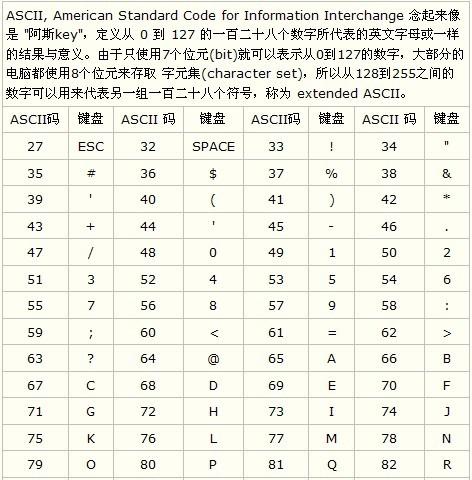 ASCII, American Standard Code for Information Interchange 念起来像
是 "阿斯key"，定义从 0 到 127 的一百二十八个数字所代表的英文字母或一样
的结果与意义。由于只使用7个位元(bit)就可以表示从0到127的数字，大部分的
电脑都使用8个位元来存取 字元集(character set)，所以从128到255之间的
数字可以用来代表另一组一百二十八个符号，称为 extended ASCII。
ASCII码 键盘 ASCII 码 键盘 ASCII码 键盘 ASCII 码 键盘
27 ESC 32 SPACE 33 ! 34 "
35 # 36 $ 37 % 38 &
39 ' 40 ( 41 ) 42 *
43 + 44 ' 45 - 46 .
47 / 48 0 49 1 50 2
51 3 52 4 53 5 54 6
55 7 56 8 57 9 58 :
59 ; 60 < 61 = 62 >
63 ? 64 @ 65 A 66 B
67 C 68 D 69 E 70 F
71 G 72 H 73 I 74 J
75 K 76 L 77 M 78 N
79 O 80 P 81 Q 82 R